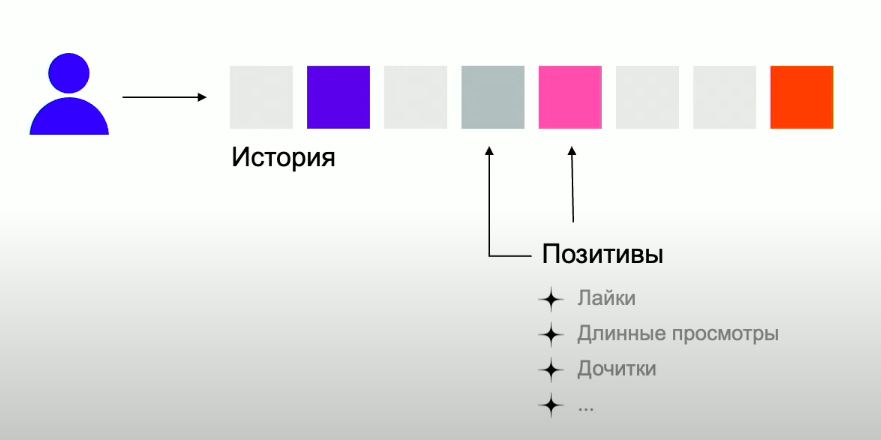 История
Позитивы
Лайки
Длинные просмотры
Дочитки
...